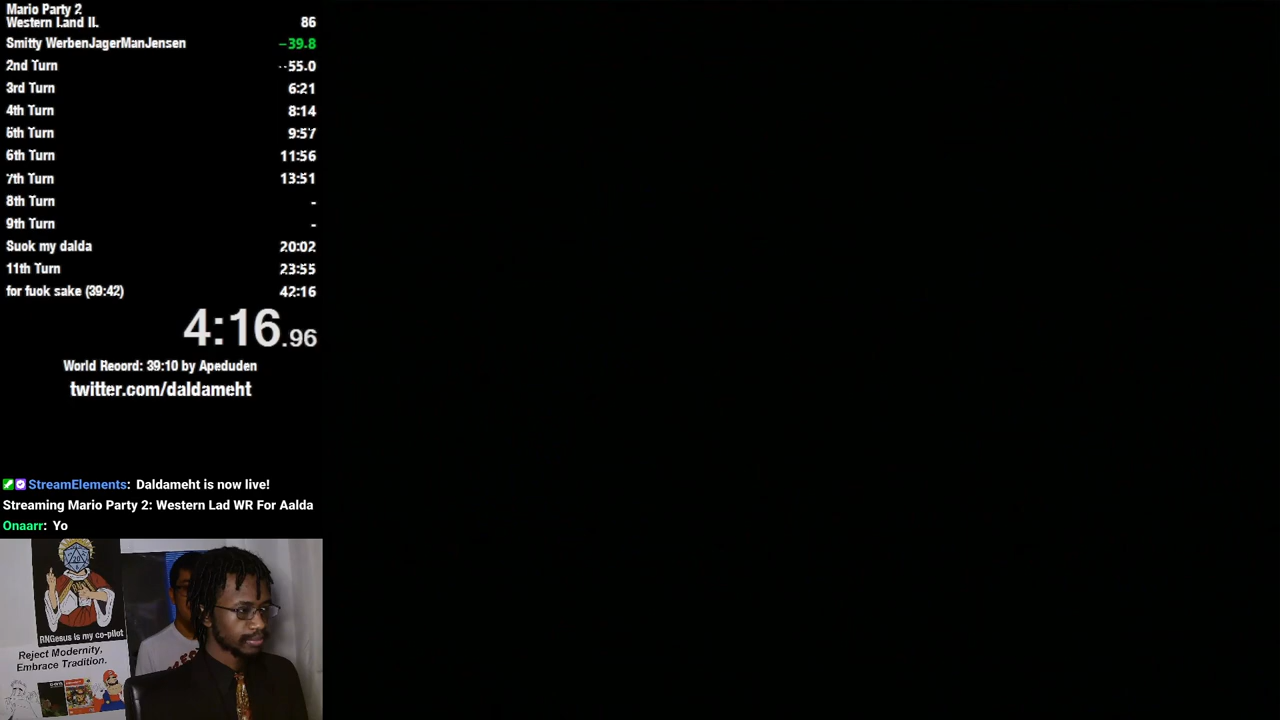 Mario Party 2
Western Land II.
86
Smitty WerbenJagerManJensen
−39.8
2nd Turn
-55.0
3rd Turn
6:21
4th Turn
8:14
5th Turn
9:57
6th Turn
11:56
7th Turn
13:51
8th Turn
-
9th Turn
-
Suck my dalda
20:02
11th Turn
23:55
for fuck sake (39:42)
42:16
4:16.96
World Record: 39:10 by Apeduden
twitter.com/daldameht
StreamElements: Daldameht is now live!
Streaming Mario Party 2: Western Lad WR For Aalda
Onaarr: Yo
RNGesus is my co-pilot
Reject Modernity,
Embrace Tradition.